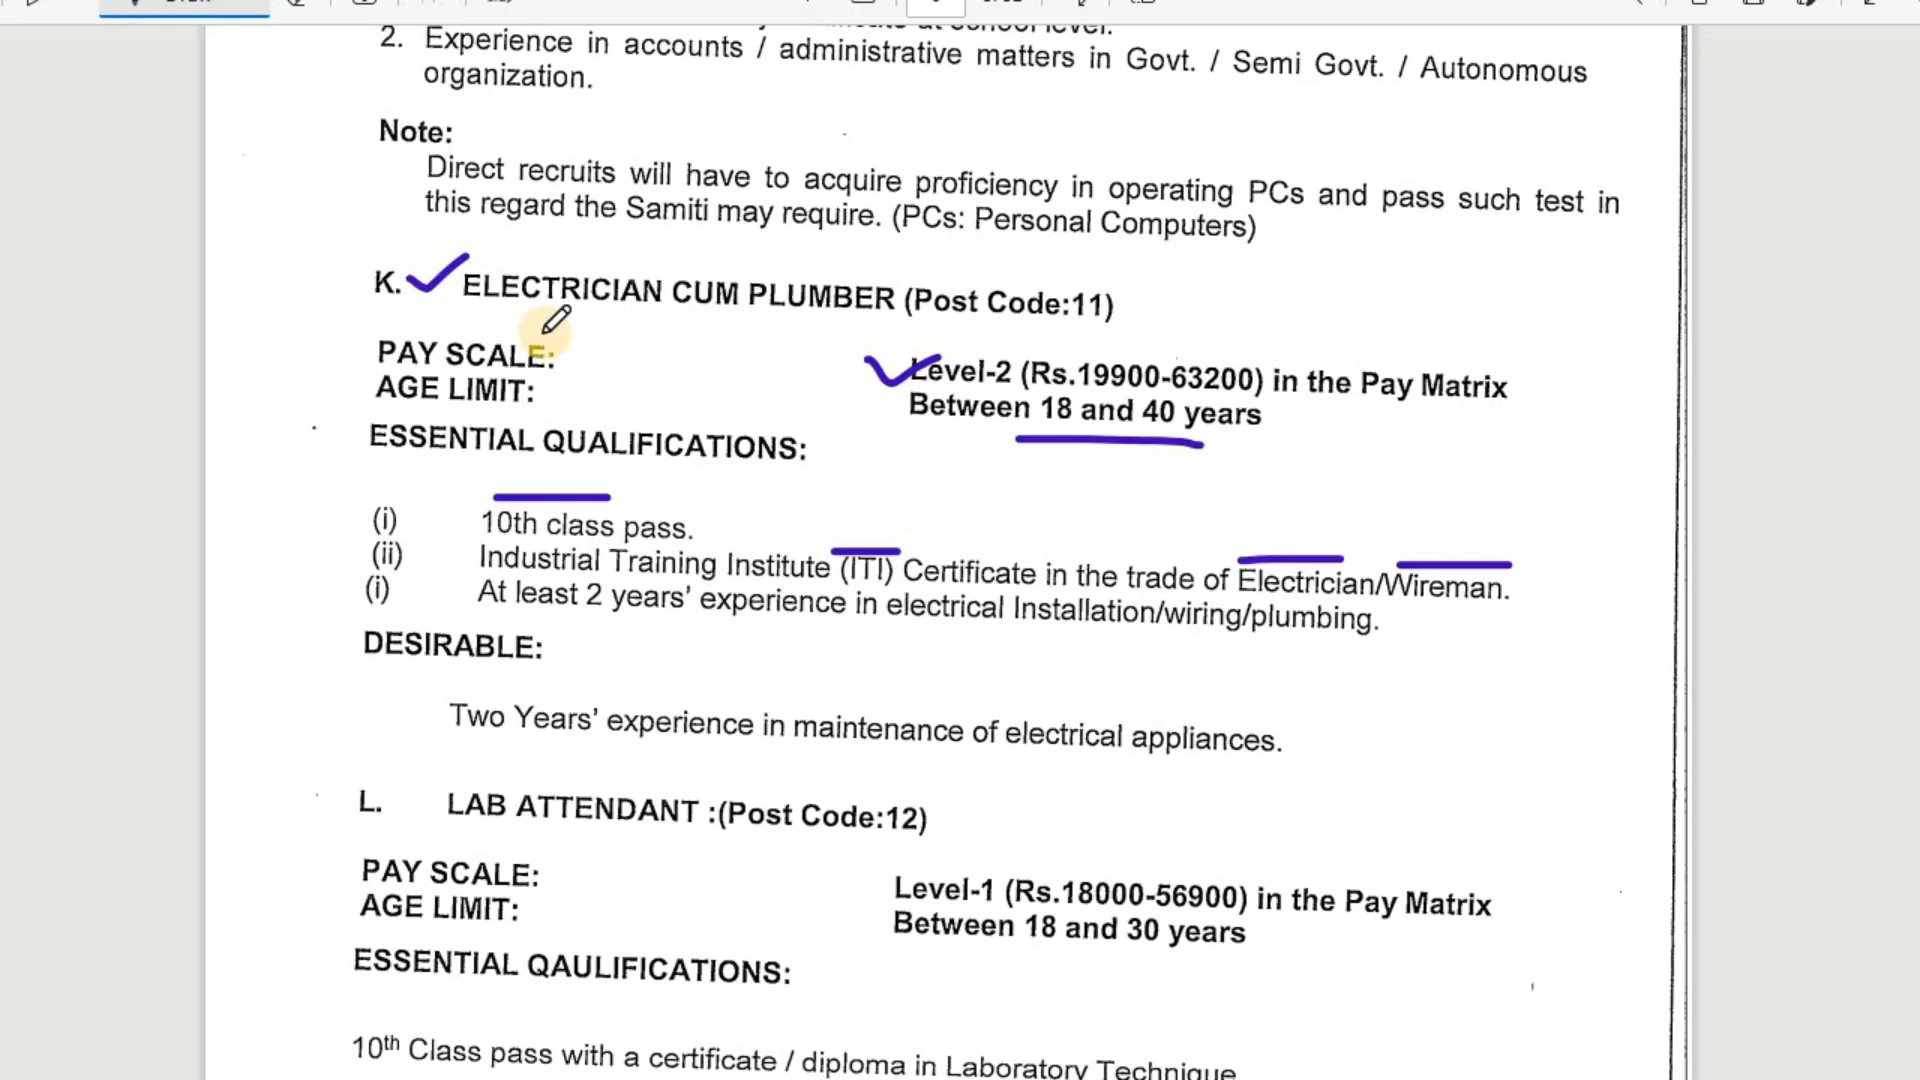 at school level.
2. Experience in accounts / administrative matters in Govt. / Semi Govt. / Autonomous
organization.
Note:
Direct recruits will have to acquire proficiency in operating PCs and pass such test in
this regard the Samiti may require. (PCs: Personal Computers)
K. ELECTRICIAN CUM PLUMBER (Post Code:11)
PAY SCALE: Level-2 (Rs.19900-63200) in the Pay Matrix
AGE LIMIT: Between 18 and 40 years
ESSENTIAL QUALIFICATIONS:
(i) 10th class pass.
(ii) Industrial Training Institute (ITI) Certificate in the trade of Electrician/Wireman.
(i) At least 2 years' experience in electrical Installation/wiring/plumbing.
DESIRABLE:
Two Years' experience in maintenance of electrical appliances.
L. LAB ATTENDANT :(Post Code:12)
PAY SCALE: Level-1 (Rs.18000-56900) in the Pay Matrix
AGE LIMIT: Between 18 and 30 years
ESSENTIAL QAULIFICATIONS:
10th Class pass with a certificate / diploma in Laboratory Technique